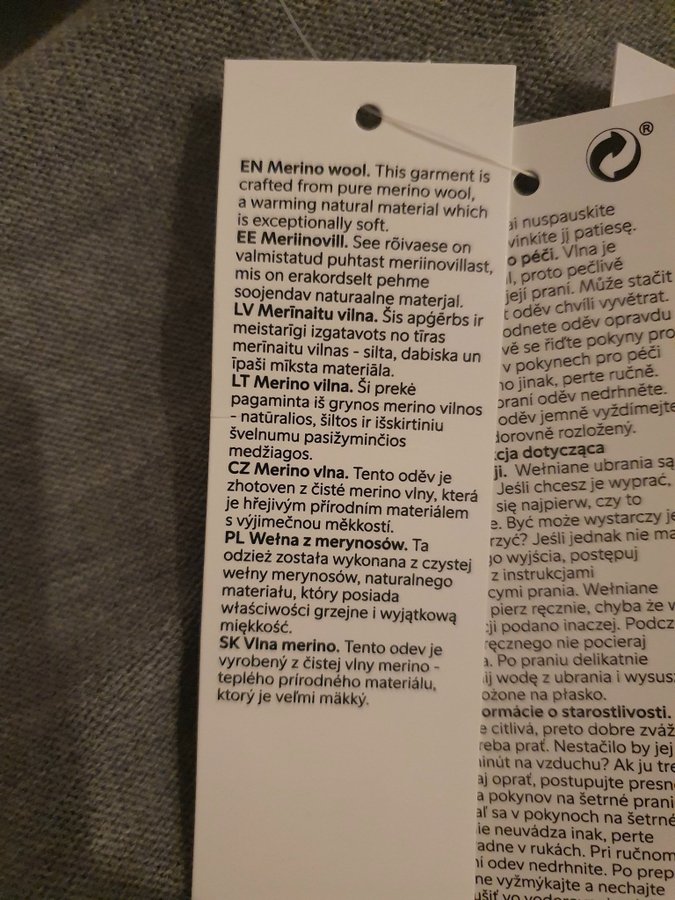 EN Merino wool. This garment is
crafted from pure merino wool,
a warming natural material which
is exceptionally soft.
EE Meriinovill. See rõivaese on
valmistatud puhtast meriinovillast,
mis on erakordselt pehme
soojendav naturaalne materjal.
LV Merīnaitu vilna. Šis apģērbs ir
meistarīgi izgatavots no tīras
merīnaitu vilnas - silta, dabiska un
īpaši mīksta materiāla.
LT Merino vilna. Ši prekė
pagaminta iš grynos merino vilnos
- natūralios, šiltos ir išskirtiniu
švelnumu pasižyminčios
medžiagos.
CZ Merino vlna. Tento oděv je
zhotoven z čisté merino vlny, která
je hřejivým přírodním materiálem
s výjimečnou měkkostí.
PL Wełna z merynosów. Ta
odzież została wykonana z czystej
wełny merynosów, naturalnego
materiału, który posiada
właściwości grzejne i wyjątkową
miękkość.
SK Vlna merino. Tento odev je
vyrobený z čistej vlny merino -
teplého prírodného materiálu,
ktorý je veľmi mäkký.
®
nuspauskite
jį patiesę.
o péči. Vlna je
proto pečlivě
její praní. Může stačit
oděv chvíli vyvětrat.
oděv opravdu
se řiďte pokyny pro
v pokynech pro péči
jinak, perte ručně.
oděv nedrhněte.
oděv jemně vyždímejte
rozložený.
dotycząca
Wełniane ubrania są
Jeśli chcesz je wyprać,
się najpierw, czy to
Być może wystarczy je
Jeśli jednak nie ma
wyjścia, postępuj
z instrukcjami
prania. Wełniane
ręcznie, chyba że w
podano inaczej. Podcz
nie pocieraj
Po praniu delikatnie
wodę z ubrania i wysus
na płasko.
o starostlivosti.
citlivá, preto dobre zváž
prať. Nestačilo by jej
na vzduchu? Ak ju tre
oprať, postupujte presn
pokynov na šetrné prani
sa v pokynoch na šetrné
neuvádza inak, perte
v rukách. Pri ručnom
odev nedrhnite. Po prep
vyžmýkajte a nechajte